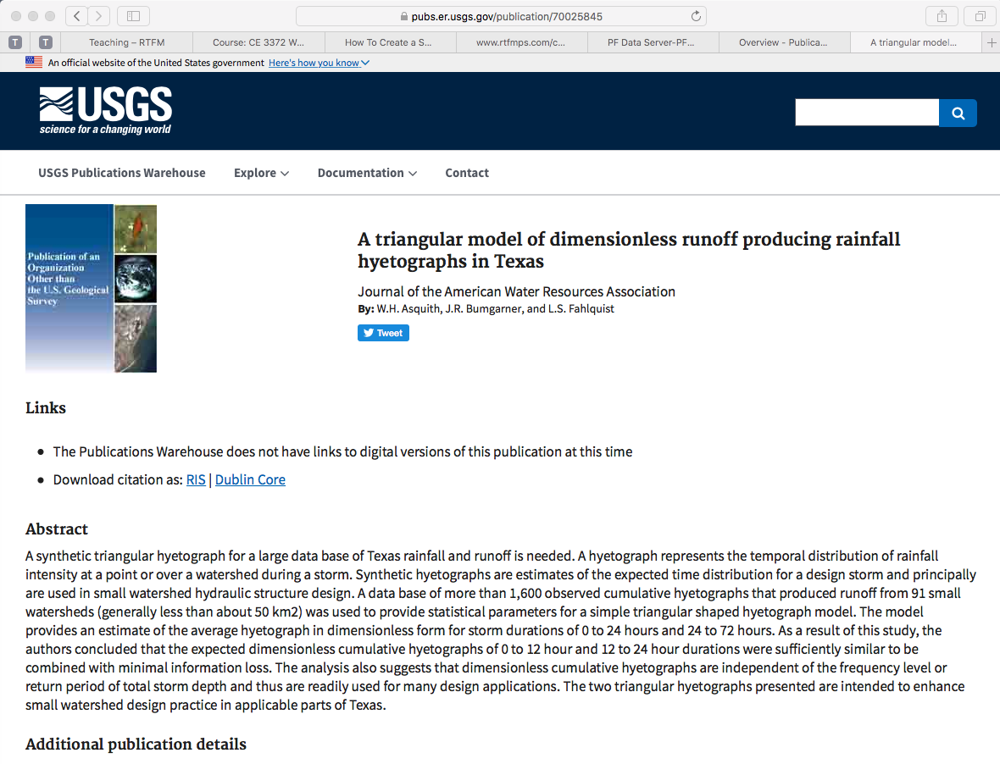 pubs.er.usgs.gov/publication/70025845
T
T
Teaching – RTFM
Course: CE 3372 W...
How To Create a S...
www.rtfmps.com/c...
PF Data Server-PF...
Overview - Publica...
A triangular model...
An official website of the United States government Here's how you know
USGS
science for a changing world
USGS Publications Warehouse
Explore
Documentation
Contact
Publication of an
Organization
Other than
the U.S. Geological
Survey
A triangular model of dimensionless runoff producing rainfall
hyetographs in Texas
Journal of the American Water Resources Association
By: W.H. Asquith, J.R. Bumgarner, and L.S. Fahlquist
Tweet
Links
• The Publications Warehouse does not have links to digital versions of this publication at this time
• Download citation as: RIS | Dublin Core
Abstract
A synthetic triangular hyetograph for a large data base of Texas rainfall and runoff is needed. A hyetograph represents the temporal distribution of rainfall
intensity at a point or over a watershed during a storm. Synthetic hyetographs are estimates of the expected time distribution for a design storm and principally
are used in small watershed hydraulic structure design. A data base of more than 1,600 observed cumulative hyetographs that produced runoff from 91 small
watersheds (generally less than about 50 km2) was used to provide statistical parameters for a simple triangular shaped hyetograph model. The model
provides an estimate of the average hyetograph in dimensionless form for storm durations of 0 to 24 hours and 24 to 72 hours. As a result of this study, the
authors concluded that the expected dimensionless cumulative hyetographs of 0 to 12 hour and 12 to 24 hour durations were sufficiently similar to be
combined with minimal information loss. The analysis also suggests that dimensionless cumulative hyetographs are independent of the frequency level or
return period of total storm depth and thus are readily used for many design applications. The two triangular hyetographs presented are intended to enhance
small watershed design practice in applicable parts of Texas.
Additional publication details